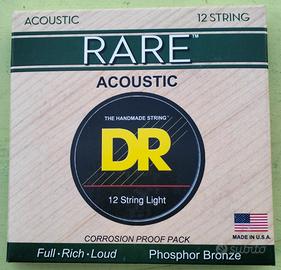 ACOUSTIC
12 STRING
RARE™
ACOUSTIC
THE HANDMADE STRING
DR
12 String Light
CORROSION PROOF PACK
MADE IN U.S.A.
Full • Rich • Loud
Phosphor Bronze
subito